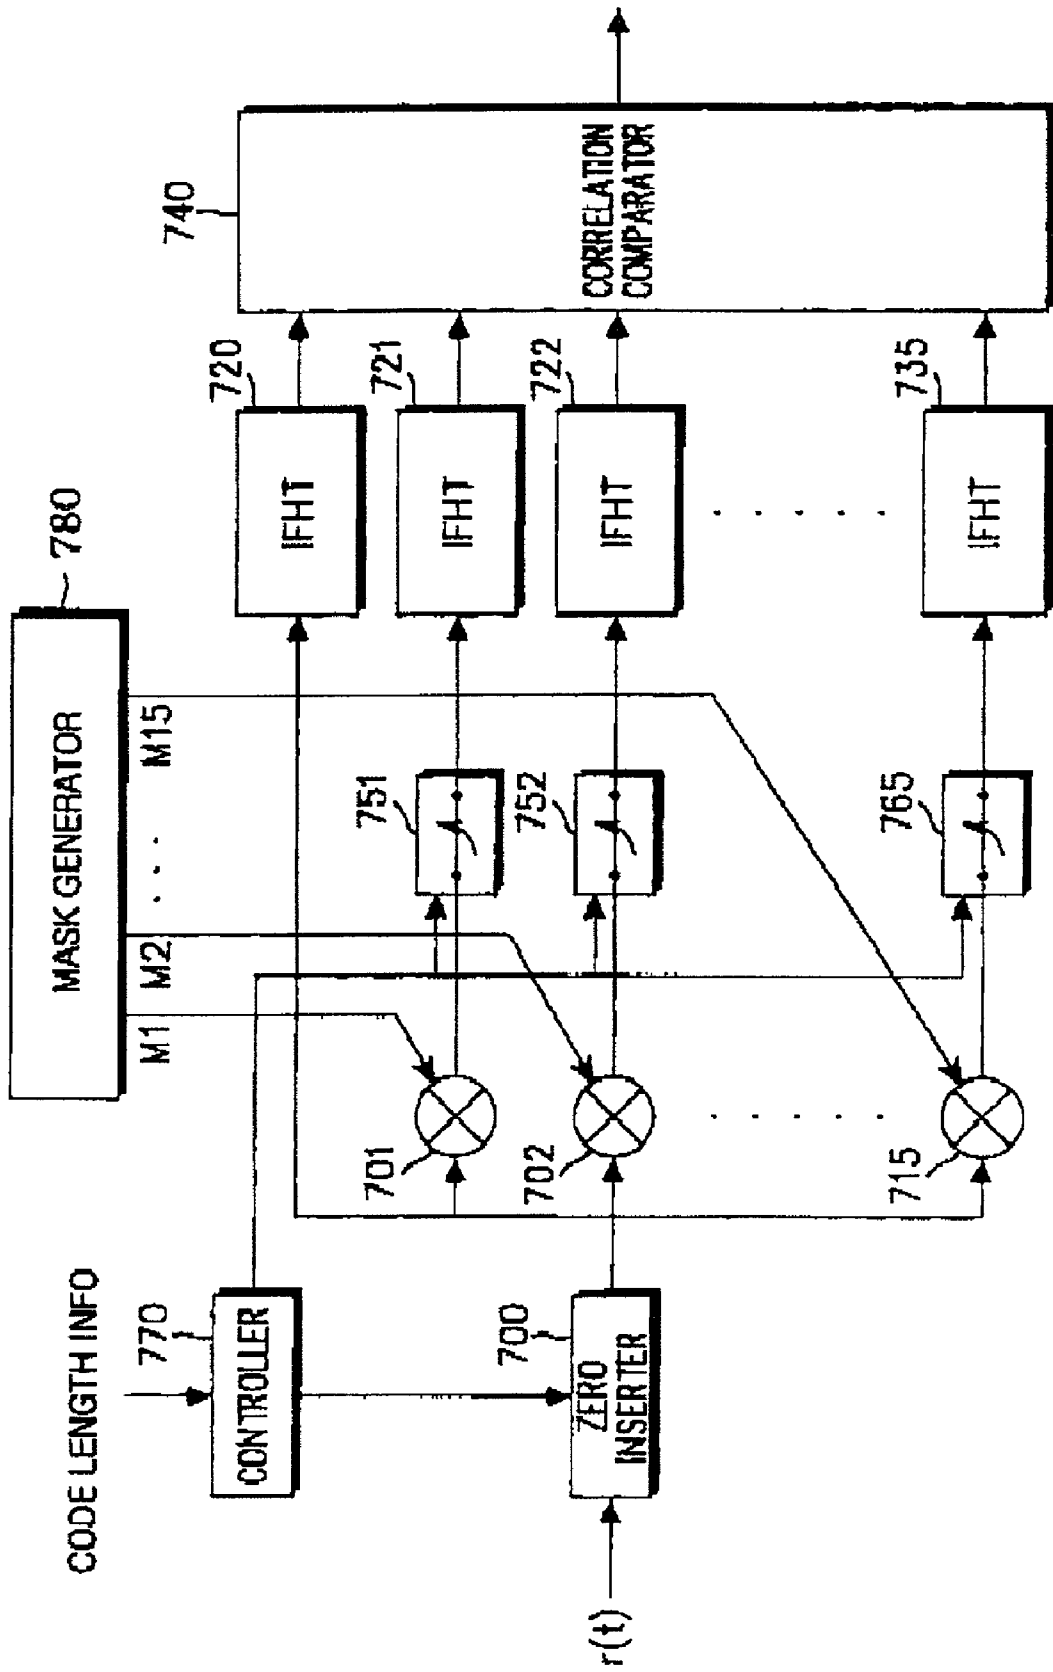 CODE LENGTH INFO
770
CONTROLLER
700
ZERO
INSERTER
r(t)
MASK GENERATOR
780
M1
M2
M15
701
702
715
751
752
765
720
IFHT
721
IFHT
722
IFHT
735
IFHT
740
CORRELATION
COMPARATOR